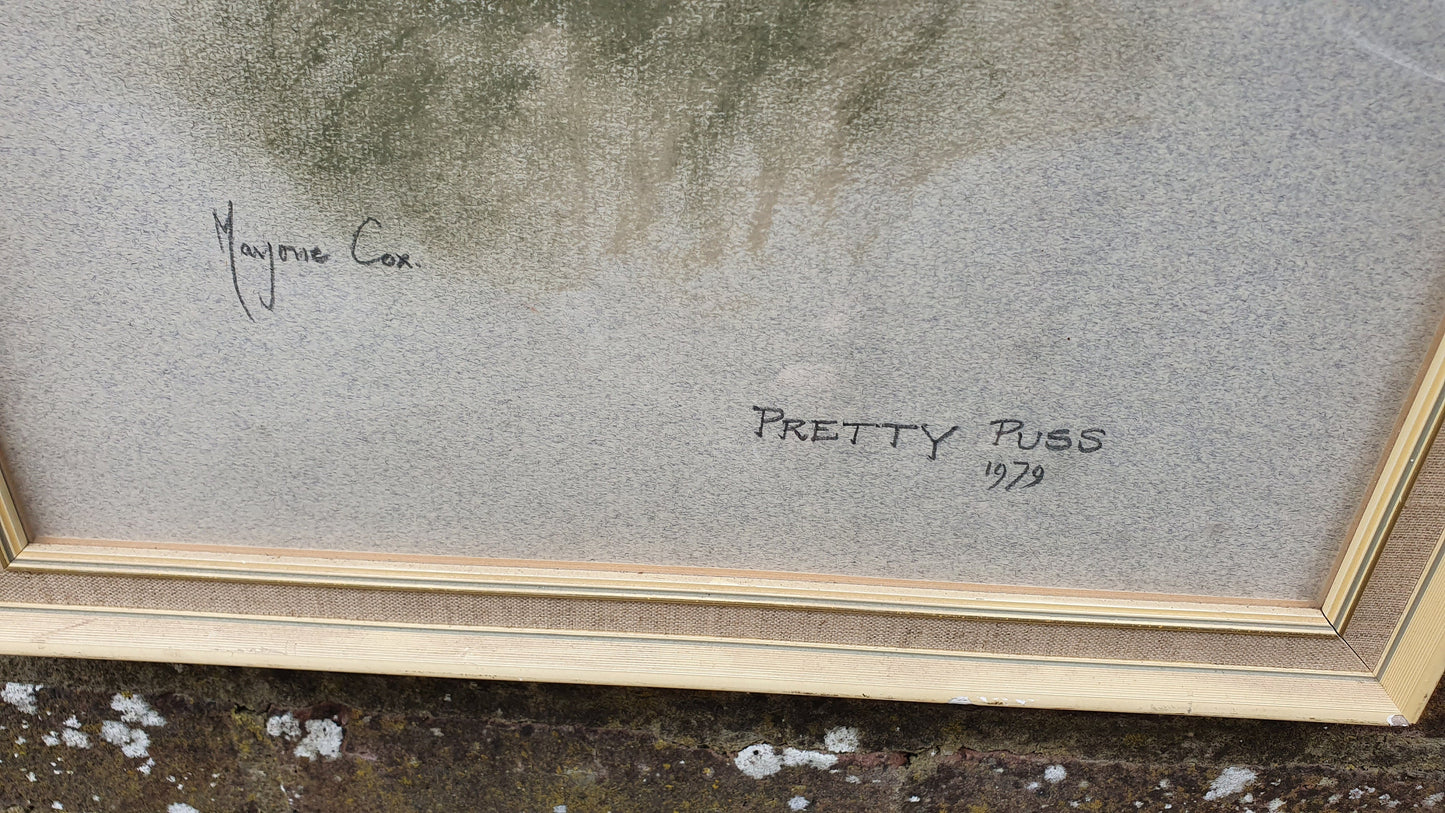 Marjorie Cox.
PRETTY PUSS
1979